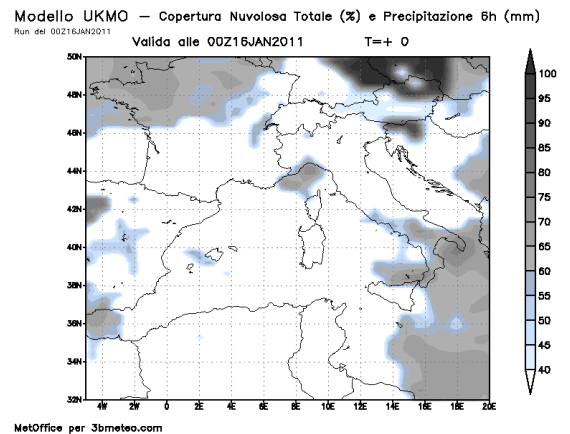 Modello UKMO – Copertura Nuvolosa Totale (%) e Precipitazione 6h (mm)
Run del 00Z16JAN2011
Valida alle 00Z16JAN2011 T=+ 0
50N
48N
46N
44N
42N
40N
38N
36N
34N
32N
4W 2W 0 2E 4E 6E 8E 10E 12E 14E 16E 18E 20E
100
95
90
85
80
75
70
65
60
55
50
45
40
MetOffice per 3bmeteo.com